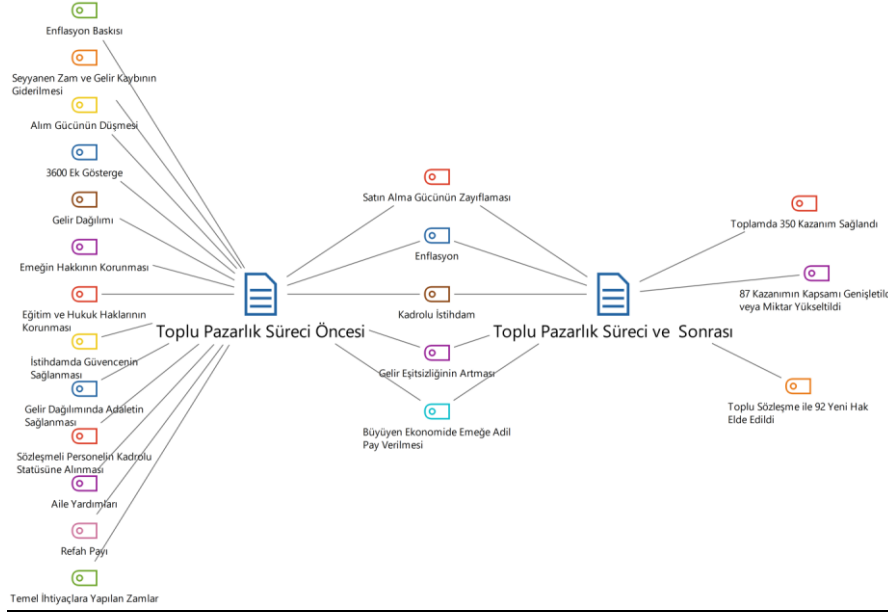 Enflasyon Baskısı
Seyyanen Zam ve Gelir Kaybının
Giderilmesi
Alım Gücünün Düşmesi
3600 Ek Gösterge
Gelir Dağılımı
Emeğin Hakkının Korunması
Eğitim ve Hukuk Haklarının
Korunması
İstihdamda Güvencenin
Sağlanması
Gelir Dağılımında Adaletin
Sağlanması
Sözleşmeli Personelin Kadrolu
Statüsüne Alınması
Aile Yardımları
Refah Payı
Temel İhtiyaçlara Yapılan Zamlar
Toplu Pazarlık Süreci Öncesi
Satın Alma Gücünün Zayıflaması
Enflasyon
Kadrolu İstihdam
Gelir Eşitsizliğinin Artması
Büyüyen Ekonomide Emeğe Adil
Pay Verilmesi
Toplu Pazarlık Süreci ve Sonrası
Toplamda 350 Kazanım Sağlandı
87 Kazanımın Kapsamı Genişletild
veya Miktar Yükseltildi
Toplu Sözleşme ile 92 Yeni Hak
Elde Edildi